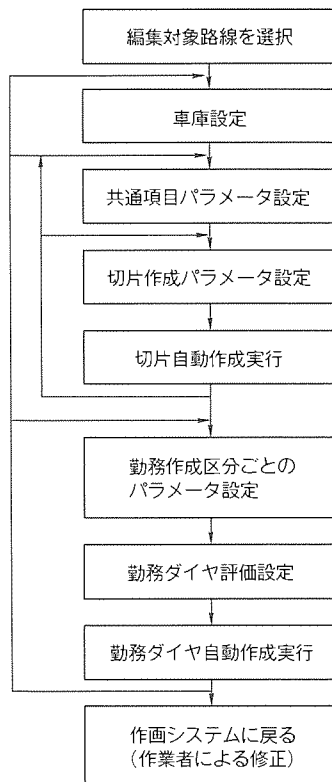 編集対象路線を選択
車庫設定
共通項目パラメータ設定
切片作成パラメータ設定
切片自動作成実行
勤務作成区分ごとの
パラメータ設定
勤務ダイヤ評価設定
勤務ダイヤ自動作成実行
作画システムに戻る
(作業者による修正)